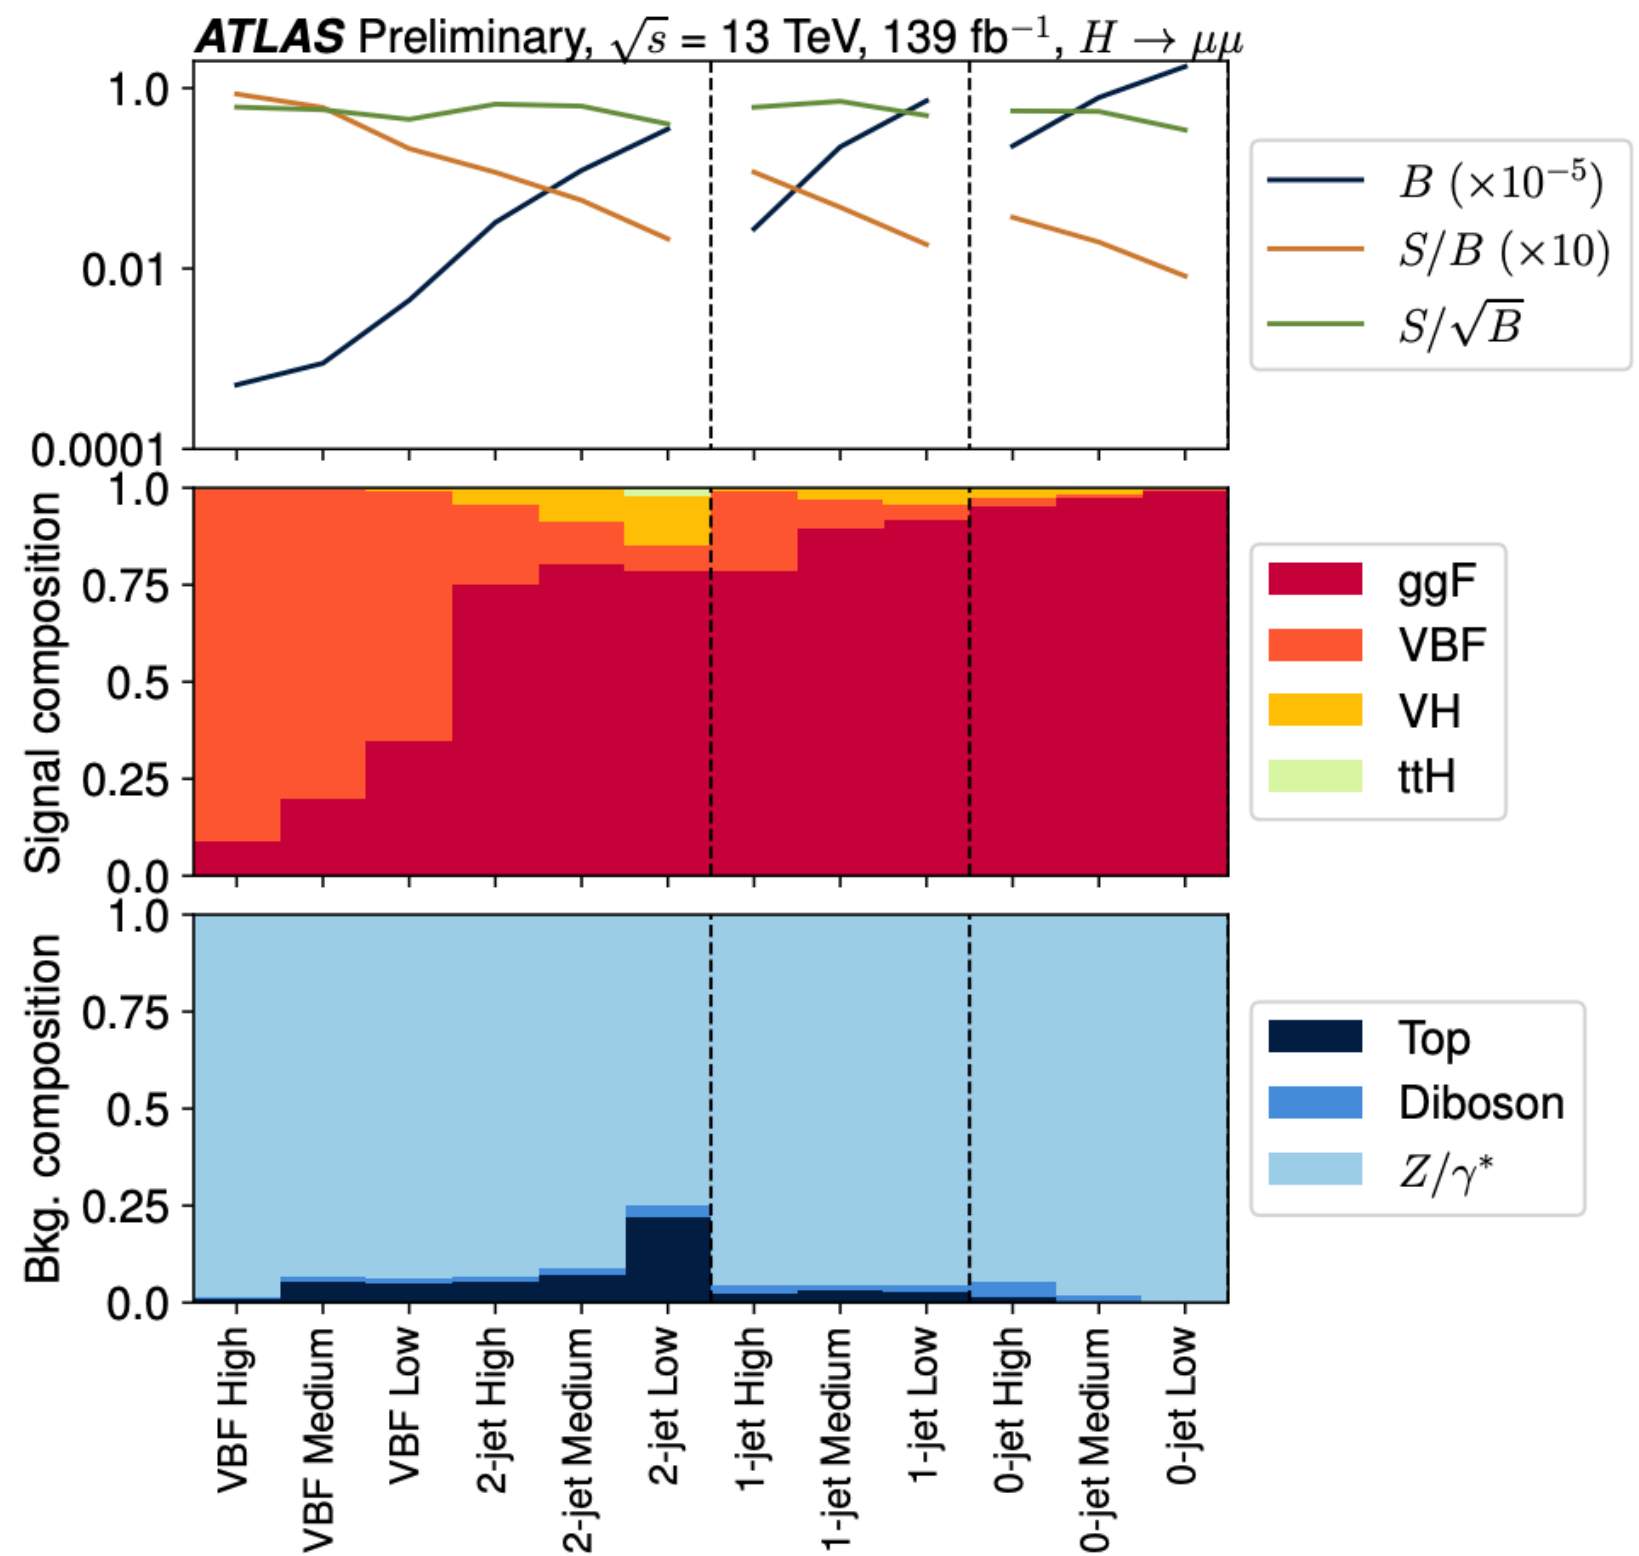 ATLAS Preliminary, √s = 13 TeV, 139 fb⁻¹, H → μμ
1.0
0.01
0.0001
B (×10⁻⁵)
S/B (×10)
S/√B
Signal composition
1.0
0.75
0.5
0.25
0.0
ggF
VBF
VH
ttH
Bkg. composition
1.0
0.75
0.5
0.25
0.0
Top
Diboson
Z/γ*
VBF High
VBF Medium
VBF Low
2-jet High
2-jet Medium
2-jet Low
1-jet High
1-jet Medium
1-jet Low
0-jet High
0-jet Medium
0-jet Low